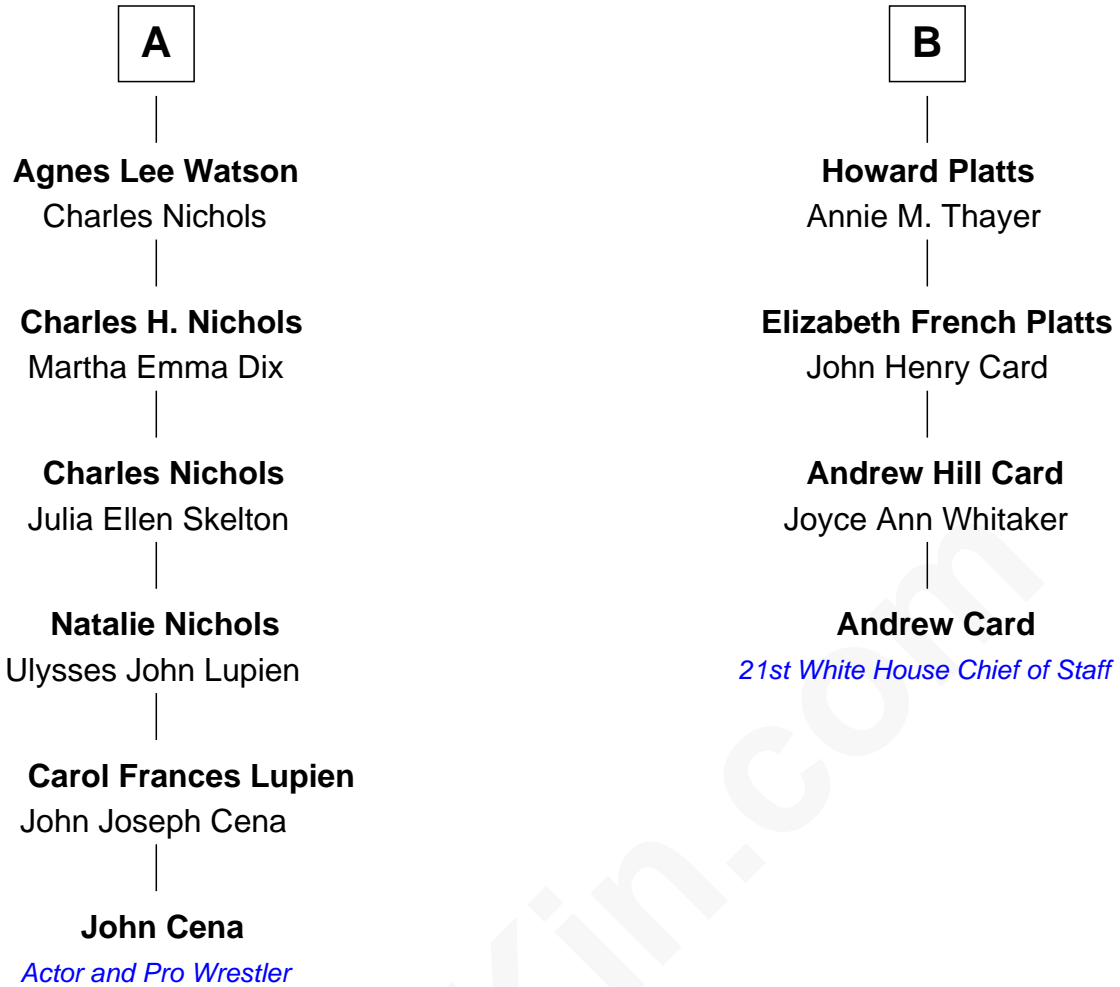 A
Agnes Lee Watson
Charles Nichols
Charles H. Nichols
Martha Emma Dix
Charles Nichols
Julia Ellen Skelton
Natalie Nichols
Ulysses John Lupien
Carol Frances Lupien
John Joseph Cena
John Cena
Actor and Pro Wrestler
B
Howard Platts
Annie M. Thayer
Elizabeth French Platts
John Henry Card
Andrew Hill Card
Joyce Ann Whitaker
Andrew Card
21st White House Chief of Staff
Kin.com